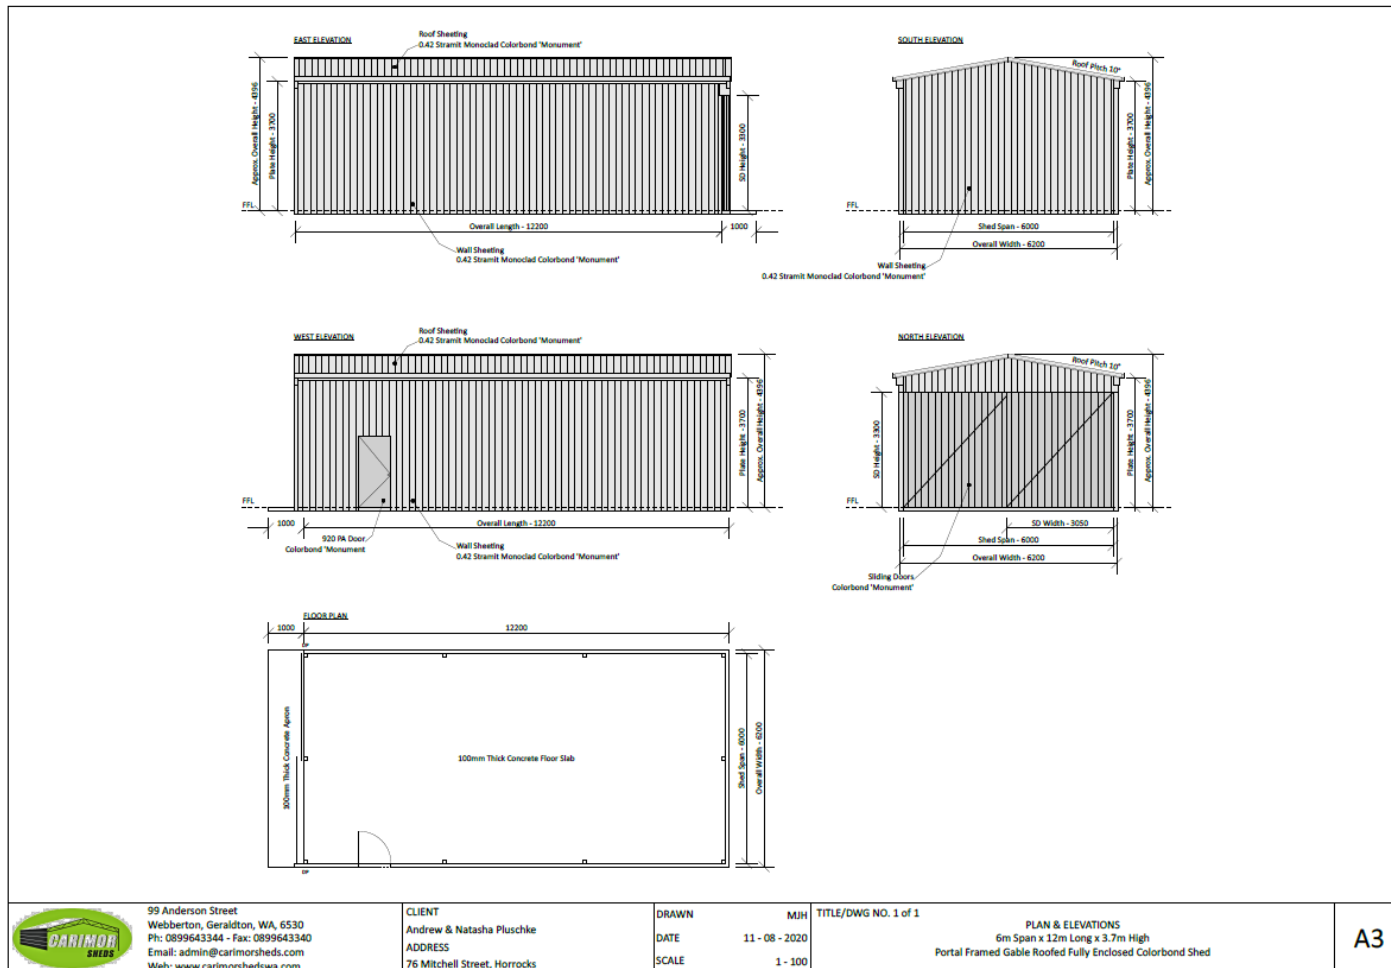 EAST ELEVATION
Roof Sheeting
0.42 Stramit Monoclad Colorbond 'Monument'
Approx. Overall Height - 4396
Plate Height - 3700
SD Height - 3300
FFL
Overall Length - 12200
1000
Wall Sheeting
0.42 Stramit Monoclad Colorbond 'Monument'
SOUTH ELEVATION
Roof Pitch 10°
Plate Height - 3700
Approx. Overall Height - 4396
FFL
Shed Span - 6000
Overall Width - 6200
Wall Sheeting
0.42 Stramit Monoclad Colorbond 'Monument'
WEST ELEVATION
Roof Sheeting
0.42 Stramit Monoclad Colorbond 'Monument'
Plate Height - 3700
Approx. Overall Height - 4396
FFL
1000
Overall Length - 12200
920 PA Door
Colorbond 'Monument
Wall Sheeting
0.42 Stramit Monoclad Colorbond 'Monument'
NORTH ELEVATION
Roof Pitch 10°
SD Height - 3300
Plate Height - 3700
Approx. Overall Height - 4396
FFL
SD Width - 3050
Shed Span - 6000
Overall Width - 6200
Sliding Doors
Colorbond 'Monument'
FLOOR PLAN
1000
12200
DP
100mm Thick Concrete Apron
100mm Thick Concrete Floor Slab
Shed Span - 6000
Overall Width - 6200
DP
CARIMOR
SHEDS
99 Anderson Street
Webberton, Geraldton, WA, 6530
Ph: 0899643344 - Fax: 0899643340
Email: admin@carimorsheds.com
Web: www.carimorshedswa.com
CLIENT
Andrew & Natasha Pluschke
ADDRESS
76 Mitchell Street, Horrocks
DRAWN MJH
DATE 11 - 08 - 2020
SCALE 1 - 100
TITLE/DWG NO. 1 of 1
PLAN & ELEVATIONS
6m Span x 12m Long x 3.7m High
Portal Framed Gable Roofed Fully Enclosed Colorbond Shed
A3